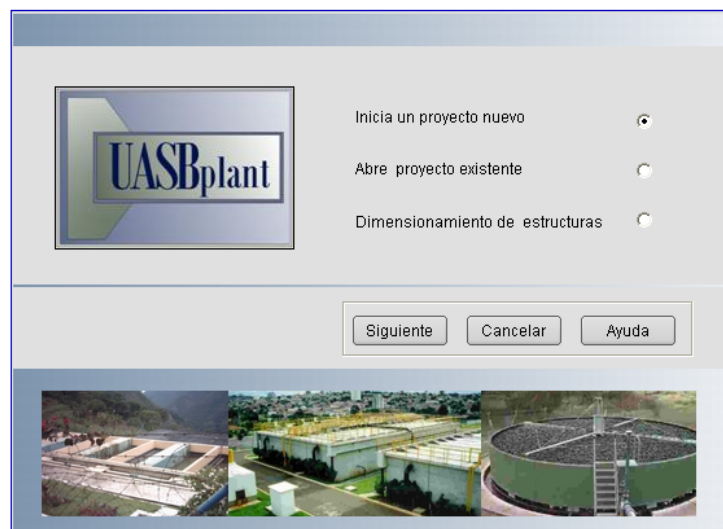 UASBplant
Inicia un proyecto nuevo
Abre proyecto existente
Dimensionamiento de estructuras
Siguiente
Cancelar
Ayuda